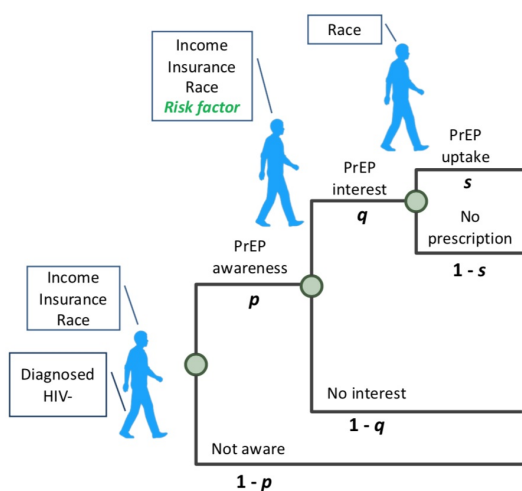 Race
Income
Insurance
Race
Risk factor
PrEP
uptake
s
PrEP
interest
q
No
prescription
1 - s
PrEP
awareness
p
Income
Insurance
Race
Diagnosed
HIV-
No interest
1 - q
Not aware
1 - p